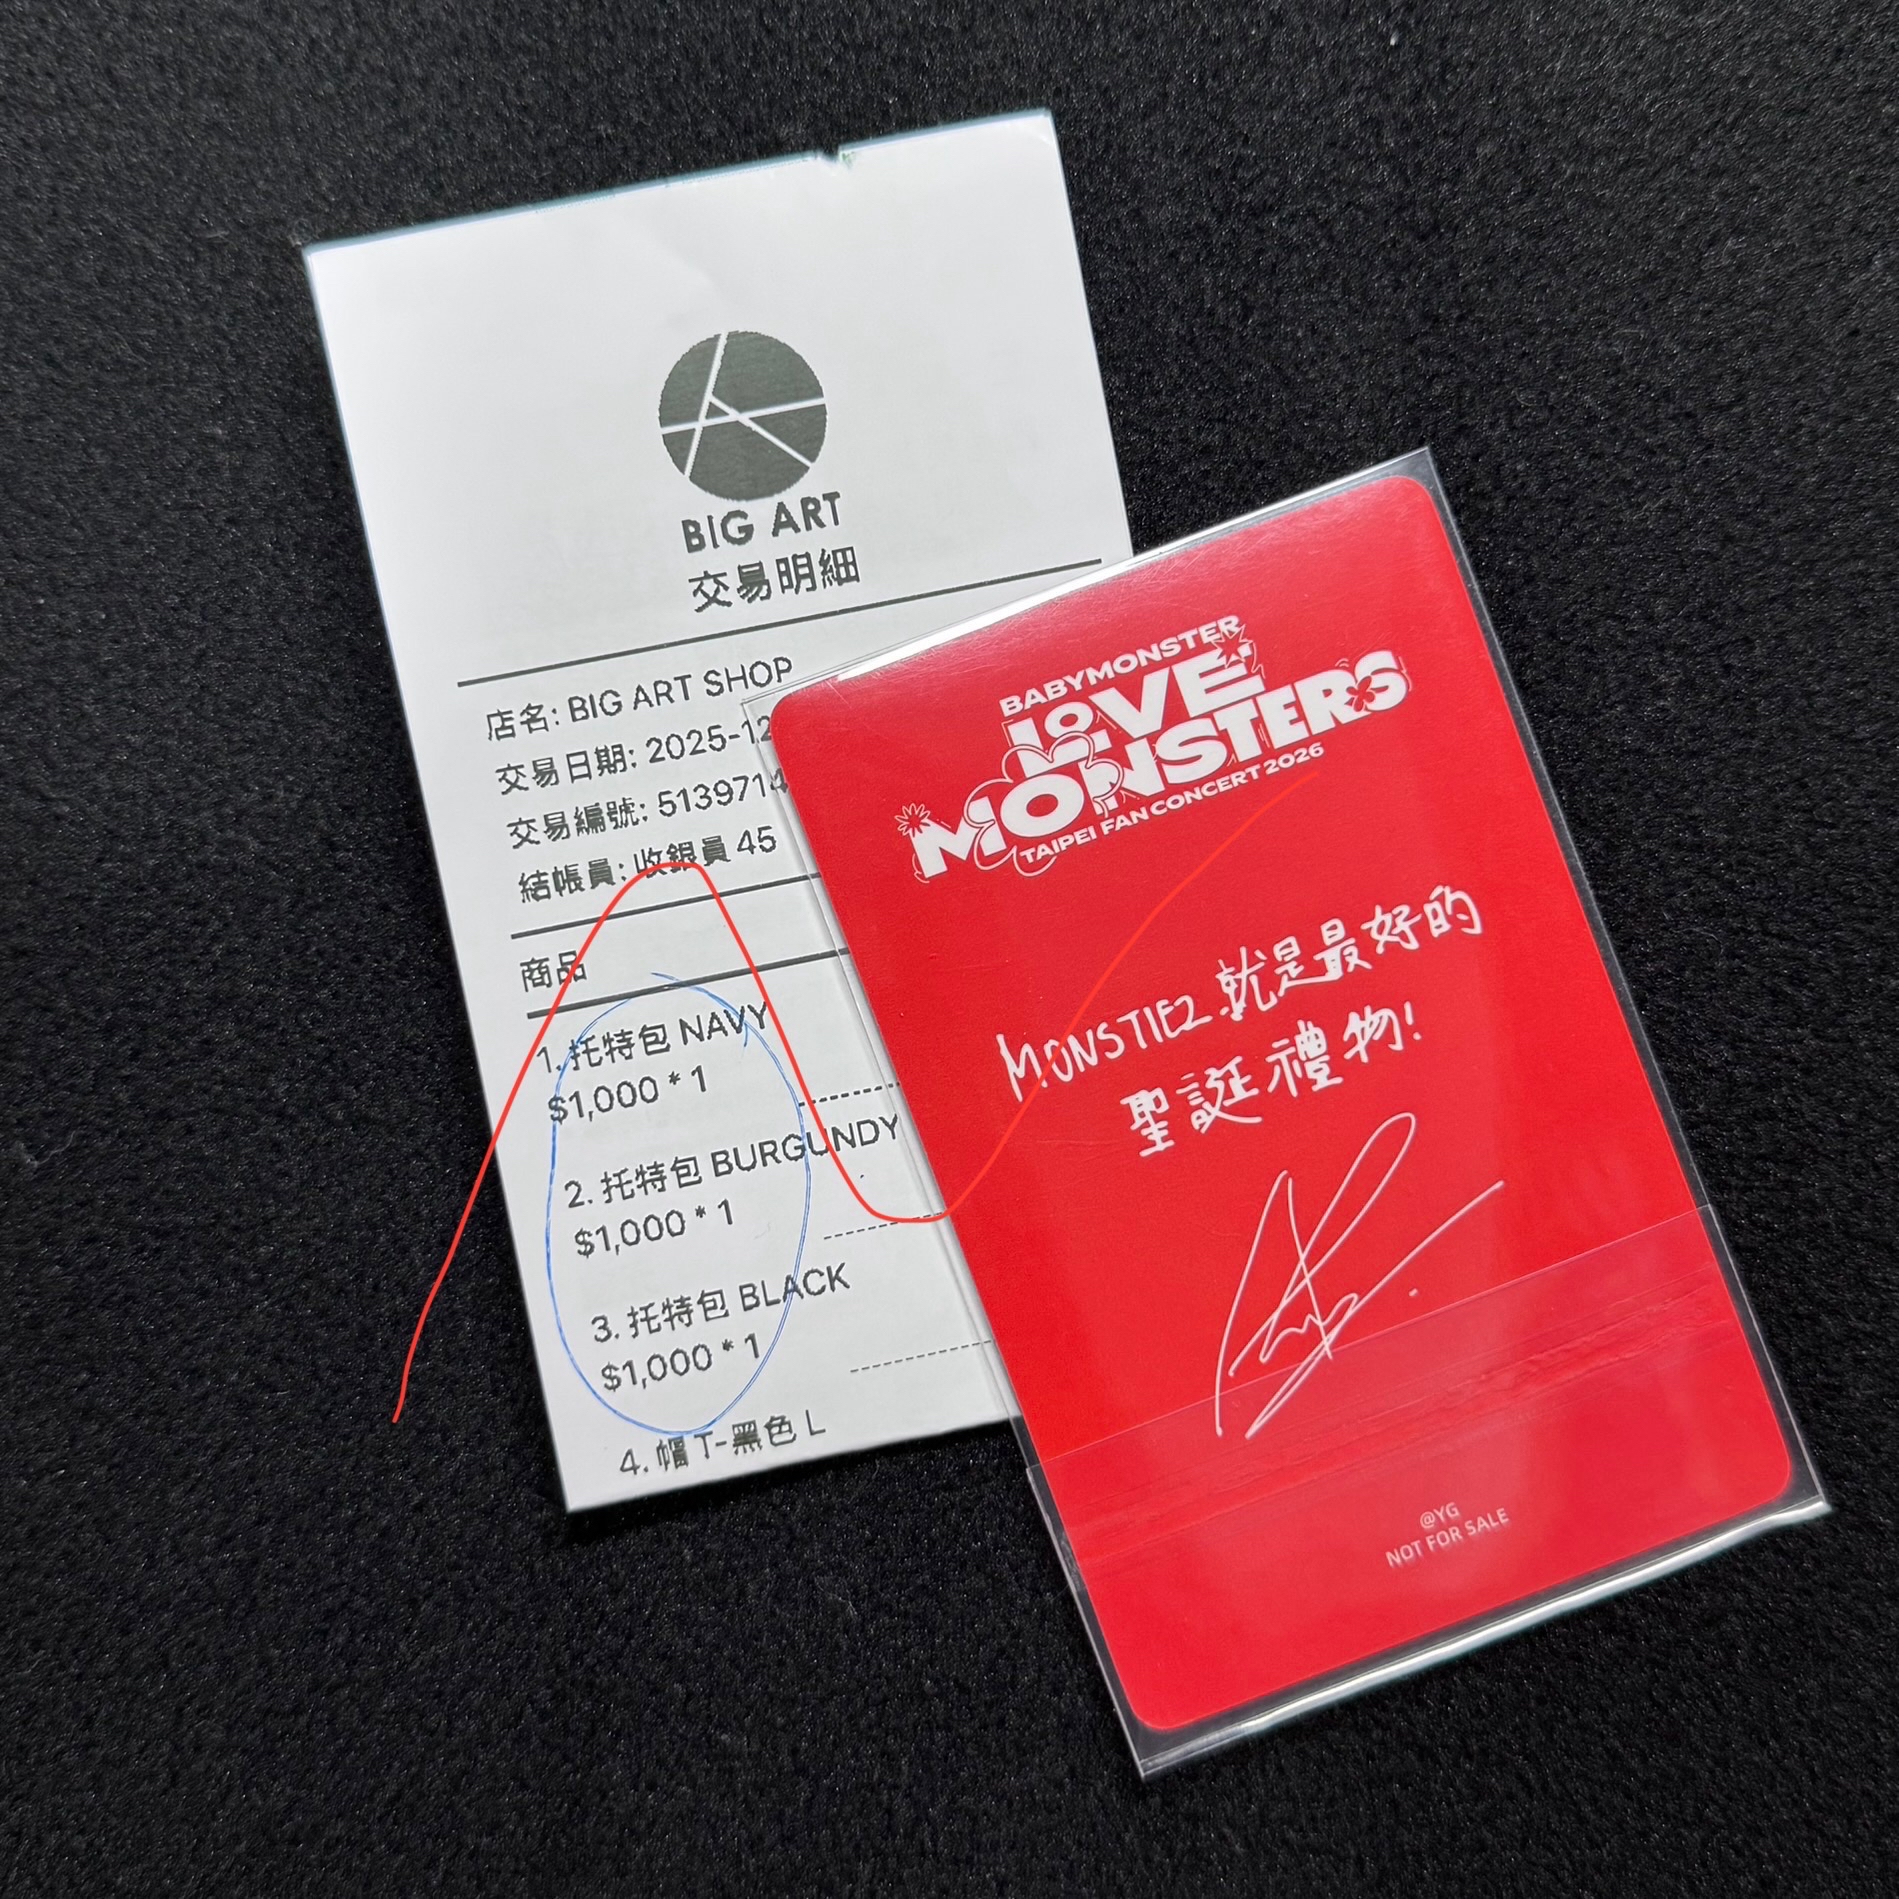 BIG ART
交易明細
店名: BIG ART SHOP
交易日期: 2025-12
交易編號: 5139714
結帳員: 收銀員 45
商品
1. 托特包 NAVY
$1,000 * 1
2. 托特包 BURGUNDY
$1,000 * 1
3. 托特包 BLACK
$1,000 * 1
4. 帽 T-黑色 L
BABYMONSTER
LOVE
MONSTERS
TAIPEI FAN CONCERT 2026
MONSTIEZ 就是最好的
聖誕禮物!
@YG
NOT FOR SALE